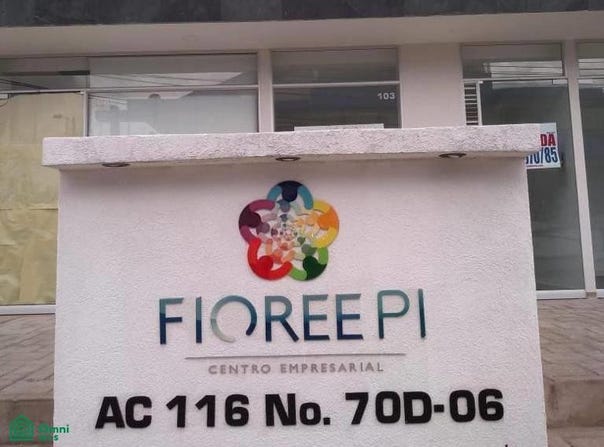 103
FIOREE PI
CENTRO EMPRESARIAL
AC 116 No. 70D-06